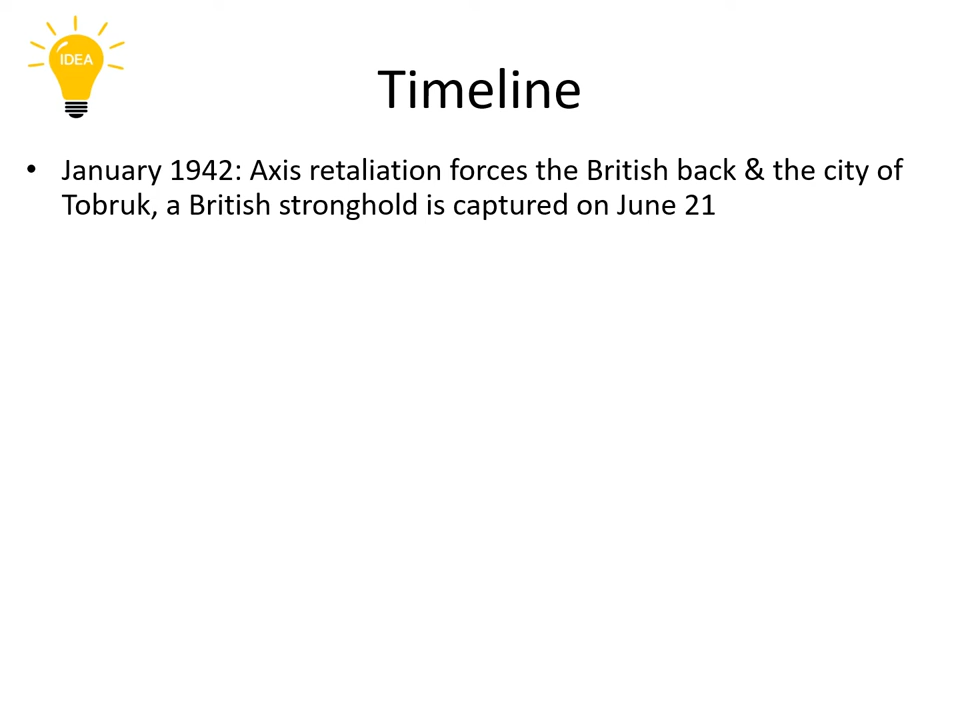 IDEA
Timeline
• January 1942: Axis retaliation forces the British back & the city of
Tobruk, a British stronghold is captured on June 21